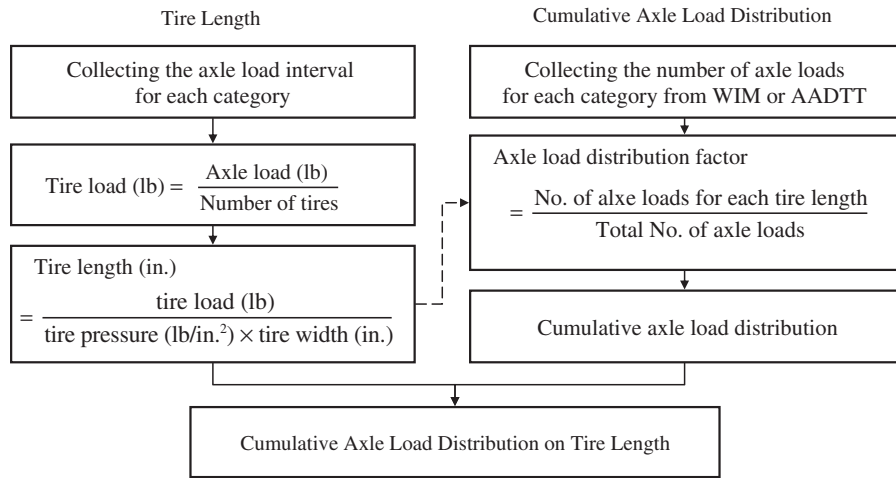 Tire Length
Collecting the axle load interval
for each category
Tire load (lb) = Axle load (lb)
Number of tires
Tire length (in.)
= tire load (lb)
tire pressure (lb/in.²) × tire width (in.)
Cumulative Axle Load Distribution
Collecting the number of axle loads
for each category from WIM or AADTT
Axle load distribution factor
= No. of alxe loads for each tire length
Total No. of axle loads
Cumulative axle load distribution
Cumulative Axle Load Distribution on Tire Length